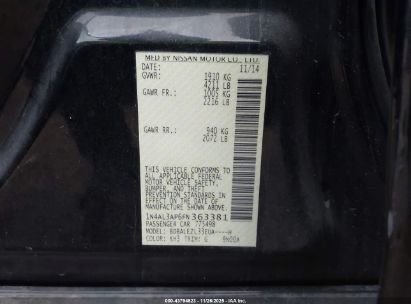 MFD BY NISSAN MOTOR CO., LTD.
DATE: 11/14
GVWR: 1910 KG
4211 LB
GAWR FR: 1005 KG
2216 LB
GAWR RR: 940 KG
2072 LB
THIS VEHICLE CONFORMS TO
ALL APPLICABLE FEDERAL
MOTOR VEHICLE SAFETY,
BUMPER, AND THEFT
PREVENTION STANDARDS IN
EFFECT ON THE DATE OF
MANUFACTURE SHOWN ABOVE.
1N4AL3AP6FN363381
PASSENGER CAR 77549B
MODEL:
COLOR: KH3 TRIM: G